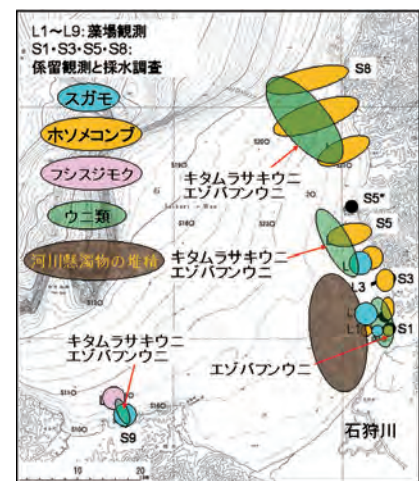 L1～L9: 藻場観測
S1・S3・S5・S8:
係留観測と採水調査
スガモ
ホソメコンブ
フシスジモク
ウニ類
河川懸濁物の堆積
S8
キタムラサキウニ
エゾバフンウニ
S5*
S5
キタムラサキウニ
エゾバフンウニ
L3
S3
L1
S1
キタムラサキウニ
エゾバフンウニ
エゾバフンウニ
石狩川
S9
10
20